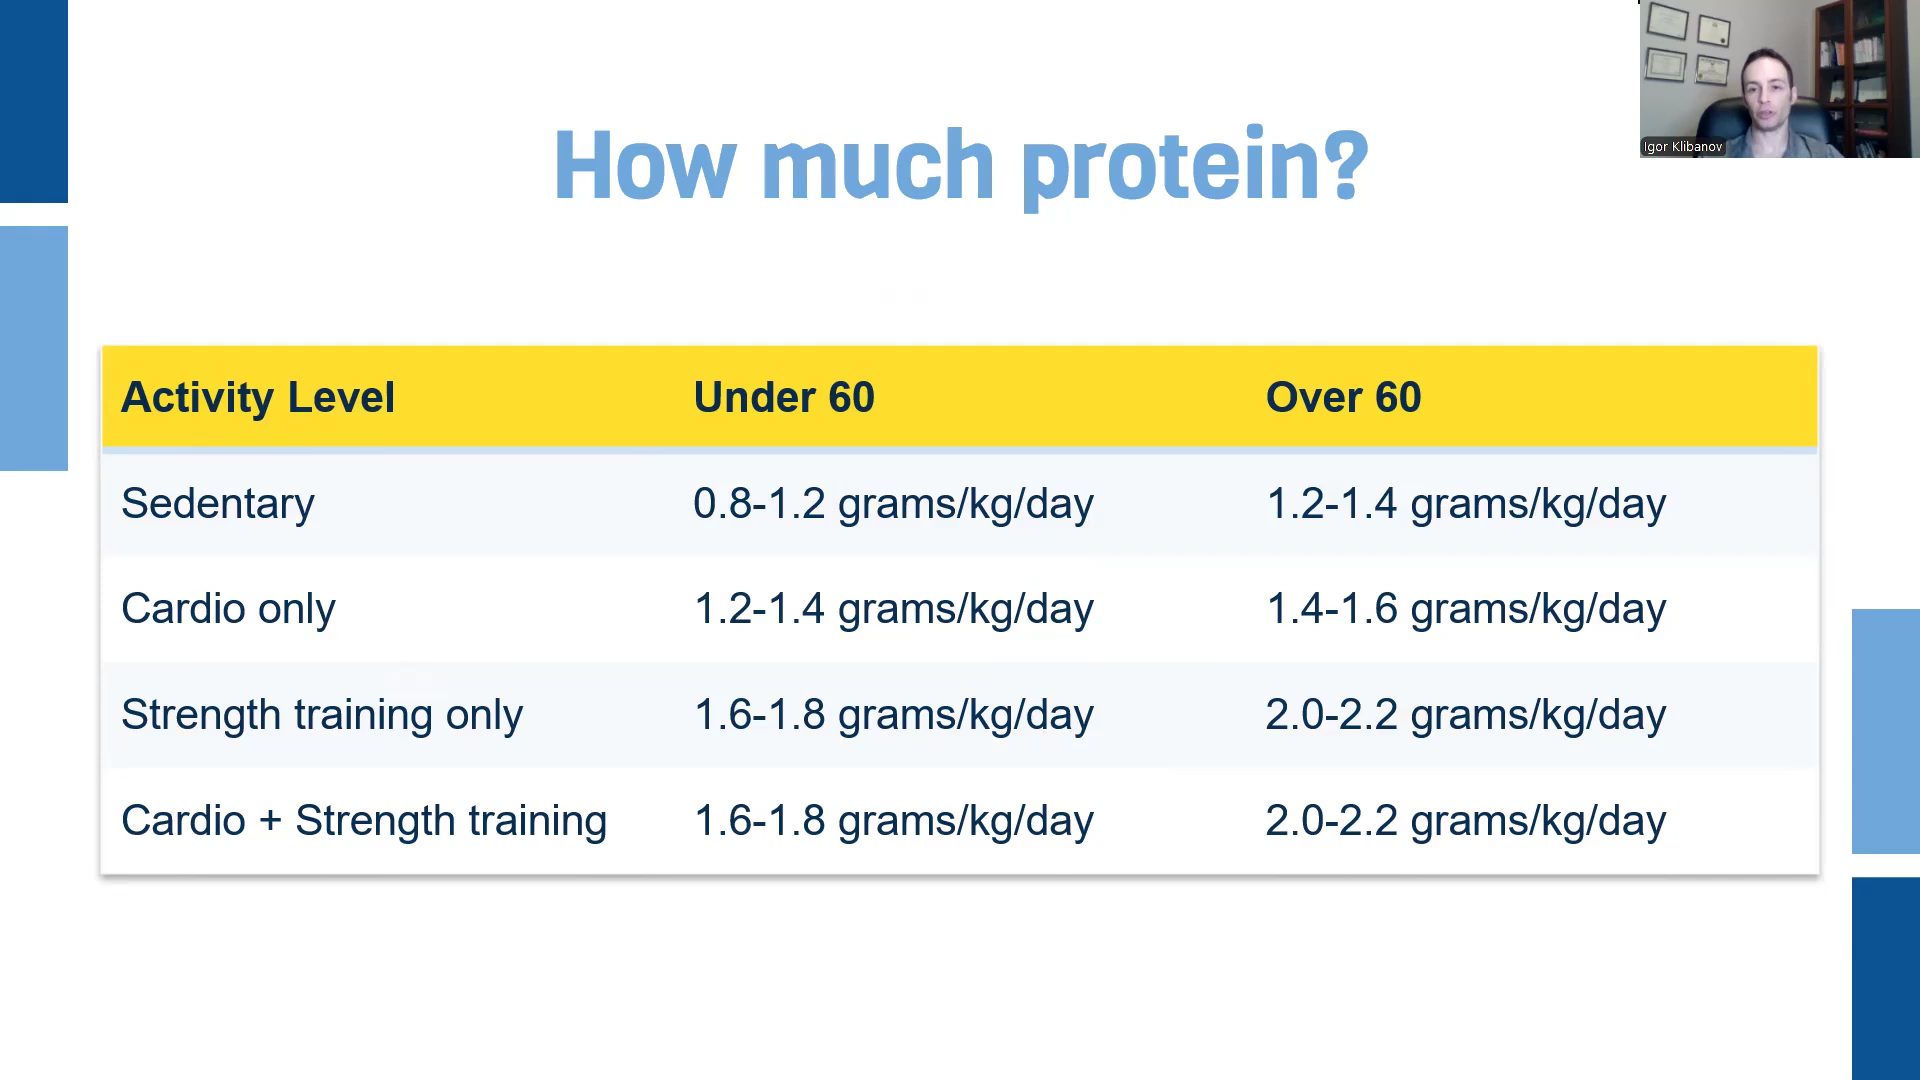 How much protein?
Igor Klibanov
Activity Level Under 60 Over 60
Sedentary 0.8-1.2 grams/kg/day 1.2-1.4 grams/kg/day
Cardio only 1.2-1.4 grams/kg/day 1.4-1.6 grams/kg/day
Strength training only 1.6-1.8 grams/kg/day 2.0-2.2 grams/kg/day
Cardio + Strength training 1.6-1.8 grams/kg/day 2.0-2.2 grams/kg/day